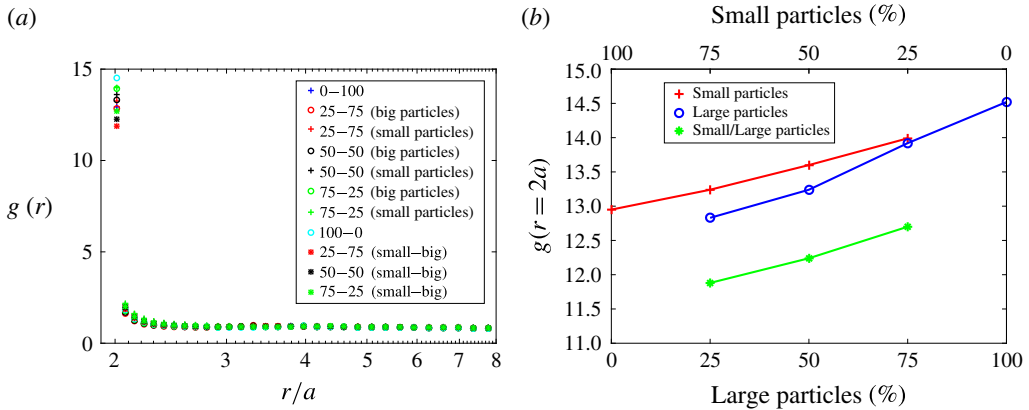 (a)
15
10
5
0
g (r)
2
3
4
5
6
7
8
r/a
0–100
25–75 (big particles)
25–75 (small particles)
50–50 (big particles)
50–50 (small particles)
75–25 (big particles)
75–25 (small particles)
100–0
25–75 (small–big)
50–50 (small–big)
75–25 (small–big)
(b)
Small particles (%)
100 75 50 25 0
15.0
14.5
14.0
13.5
13.0
12.5
12.0
11.5
11.0
g(r = 2a)
Small particles
Large particles
Small/Large particles
0 25 50 75 100
Large particles (%)